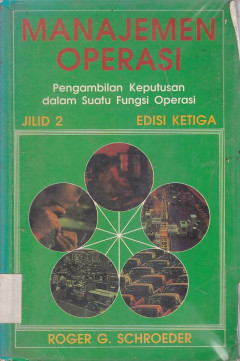 MANAJEMEN
OPERASI
Pengambilan Keputusan
dalam Suatu Fungsi Operasi
JILID 2 EDISI KETIGA
ROGER G. SCHROEDER